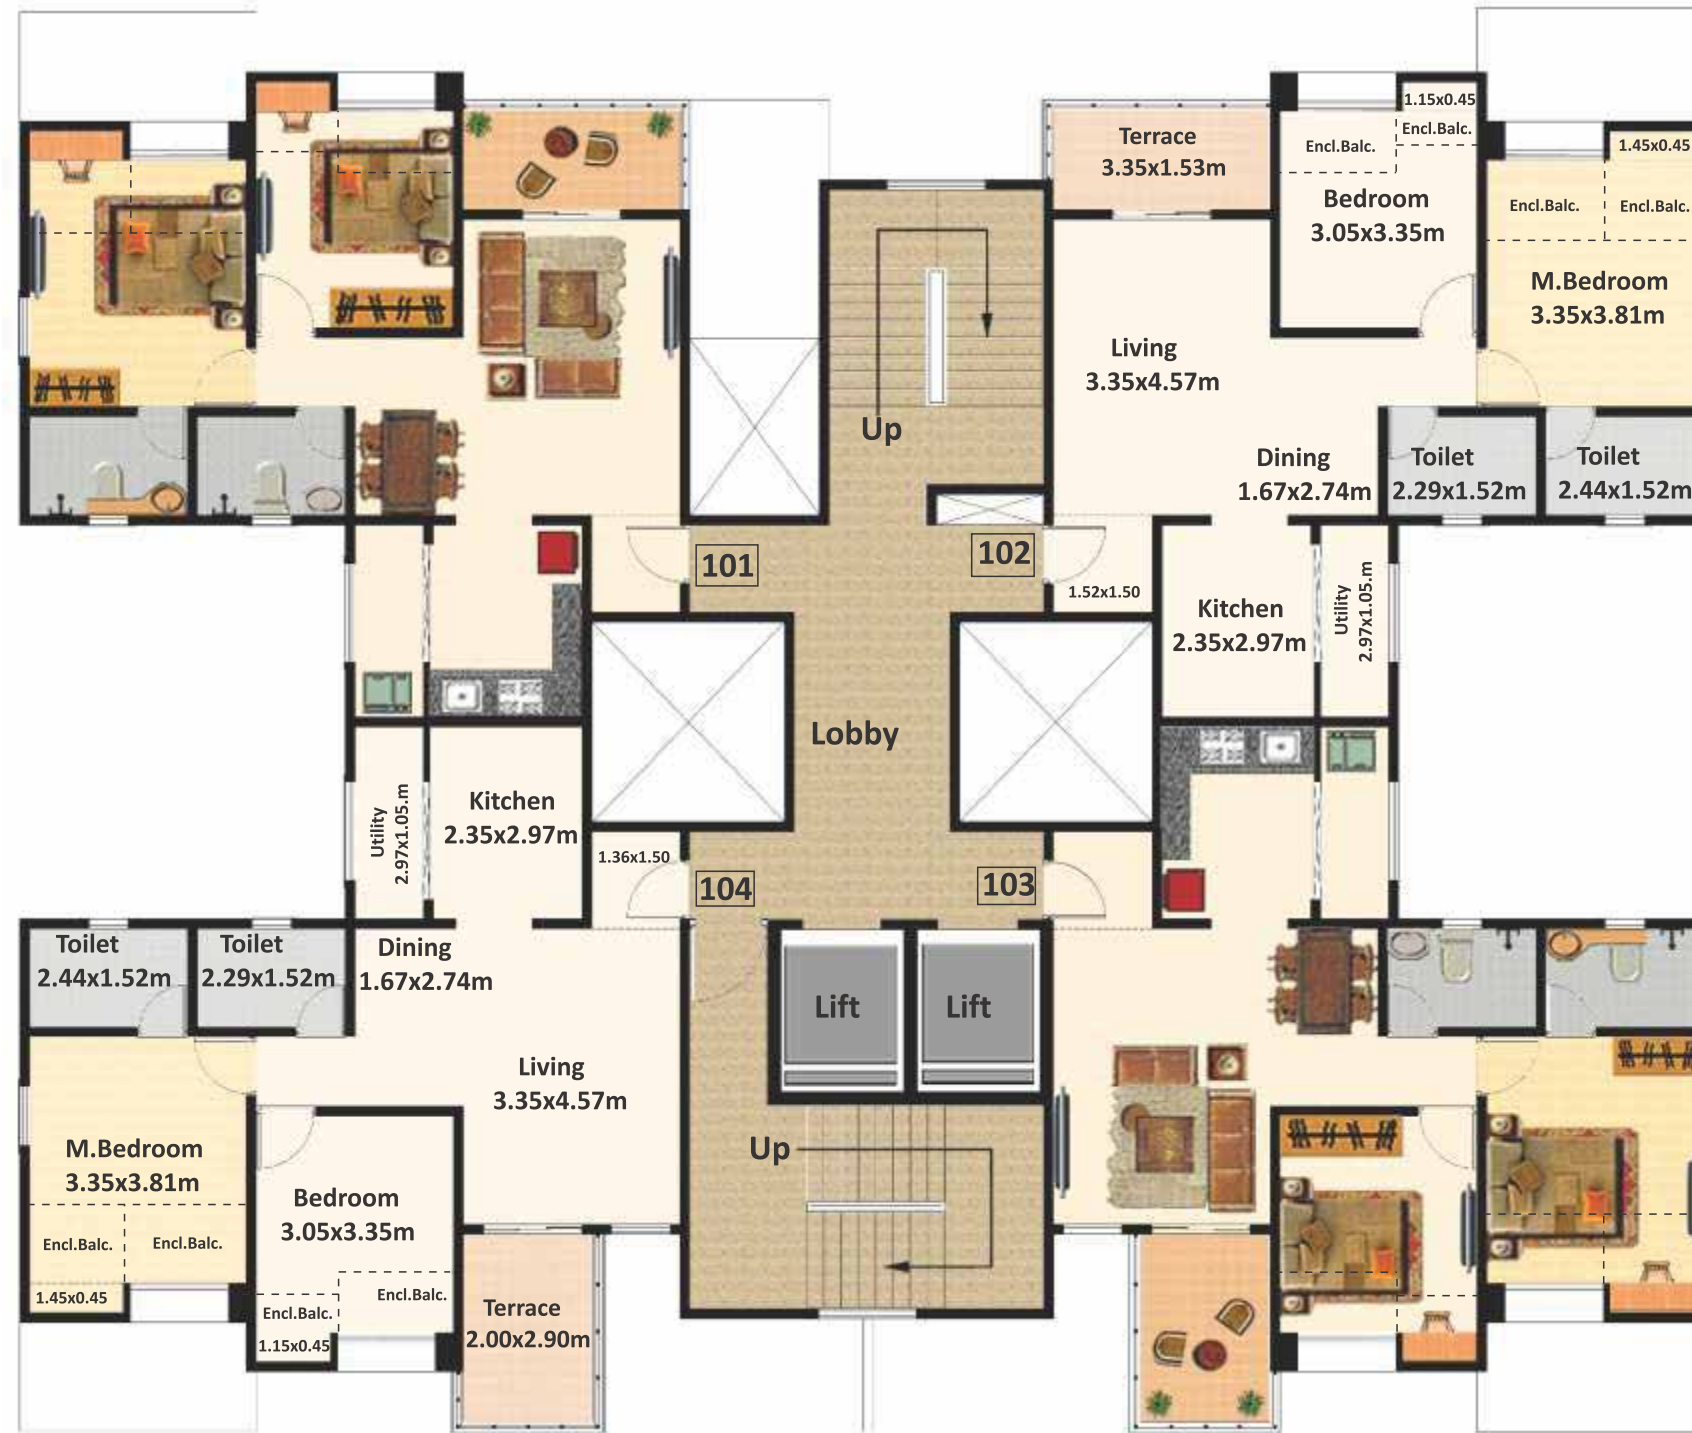 1.15x0.45
Encl.Balc.
Encl.Balc.
Terrace
3.35x1.53m
Bedroom
3.05x3.35m
1.45x0.45
Encl.Balc.
Encl.Balc.
M.Bedroom
3.35x3.81m
Living
3.35x4.57m
Up
Dining
1.67x2.74m
Toilet
2.29x1.52m
Toilet
2.44x1.52m
101
102
1.52x1.50
Kitchen
2.35x2.97m
Utility
2.97x1.05.m
Lobby
Utility
2.97x1.05.m
Kitchen
2.35x2.97m
1.36x1.50
104
103
Toilet
2.44x1.52m
Toilet
2.29x1.52m
Dining
1.67x2.74m
Lift
Lift
Living
3.35x4.57m
Up
M.Bedroom
3.35x3.81m
Bedroom
3.05x3.35m
Encl.Balc.
Encl.Balc.
1.45x0.45
Encl.Balc.
Encl.Balc.
1.15x0.45
Terrace
2.00x2.90m